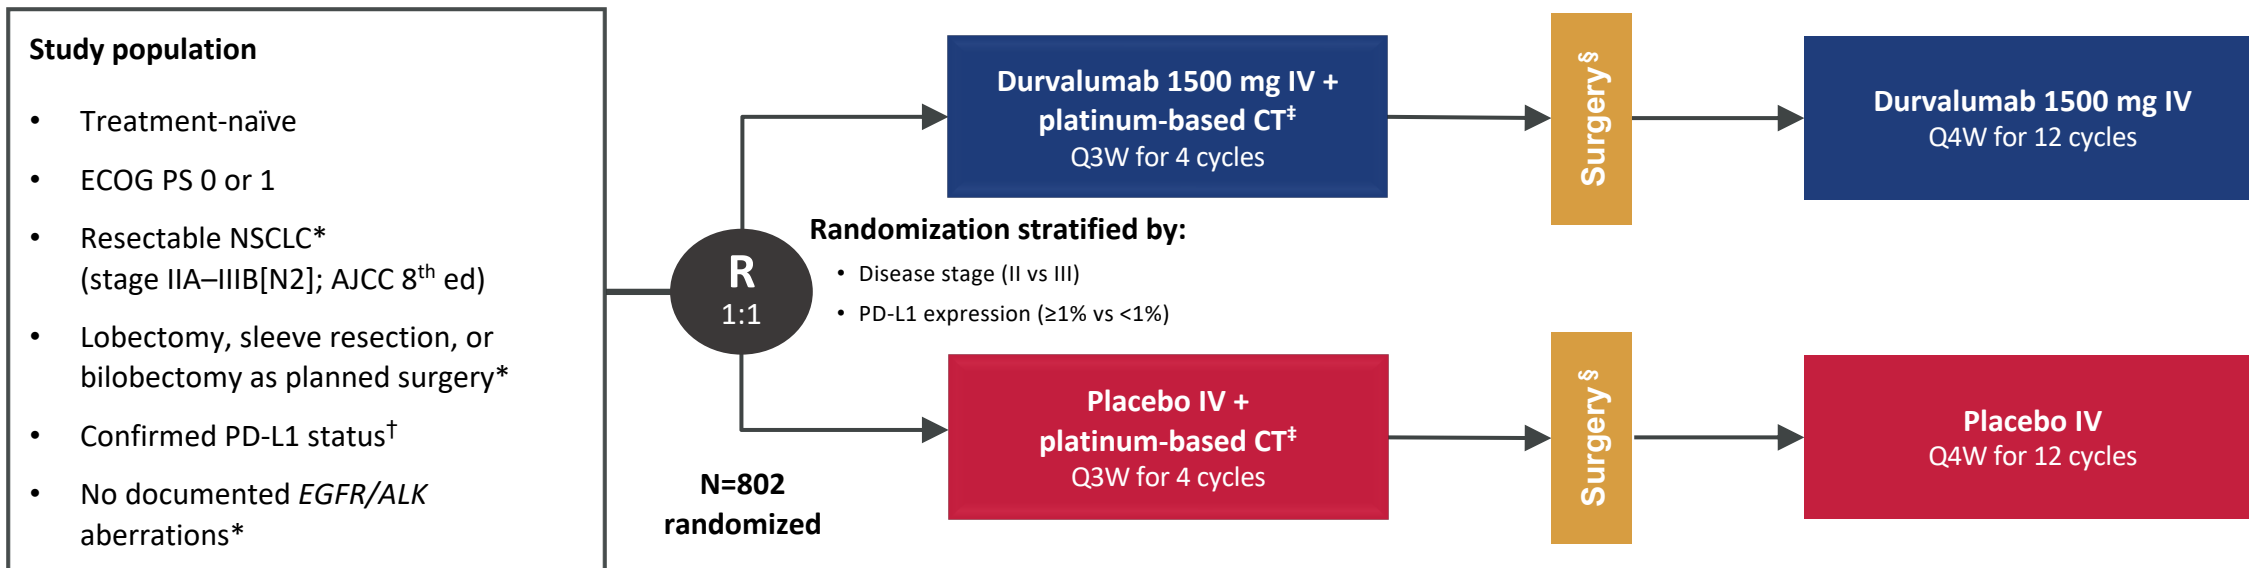 Study population
• Treatment-naïve
• ECOG PS 0 or 1
• Resectable NSCLC*
(stage IIA–IIIB[N2]; AJCC 8th ed)
• Lobectomy, sleeve resection, or
bilobectomy as planned surgery*
• Confirmed PD-L1 status†
• No documented EGFR/ALK
aberrations*
R
1:1
N=802
randomized
Durvalumab 1500 mg IV +
platinum-based CT‡
Q3W for 4 cycles
Surgery§
Durvalumab 1500 mg IV
Q4W for 12 cycles
Randomization stratified by:
• Disease stage (II vs III)
• PD-L1 expression (≥1% vs <1%)
Placebo IV +
platinum-based CT‡
Q3W for 4 cycles
Surgery§
Placebo IV
Q4W for 12 cycles